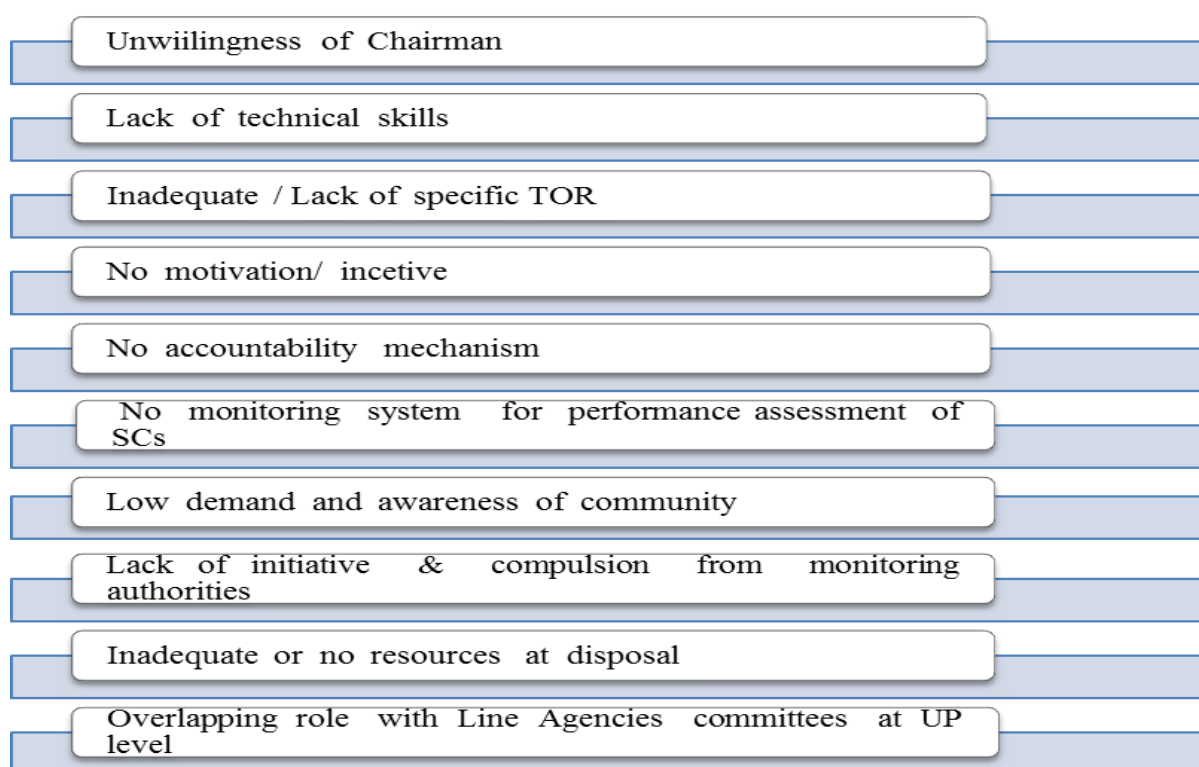 Unwiilingness of Chairman
Lack of technical skills
Inadequate / Lack of specific TOR
No motivation/ incetive
No accountability mechanism
No monitoring system for performance assessment of
SCs
Low demand and awareness of community
Lack of initiative & compulsion from monitoring
authorities
Inadequate or no resources at disposal
Overlapping role with Line Agencies committees at UP
level